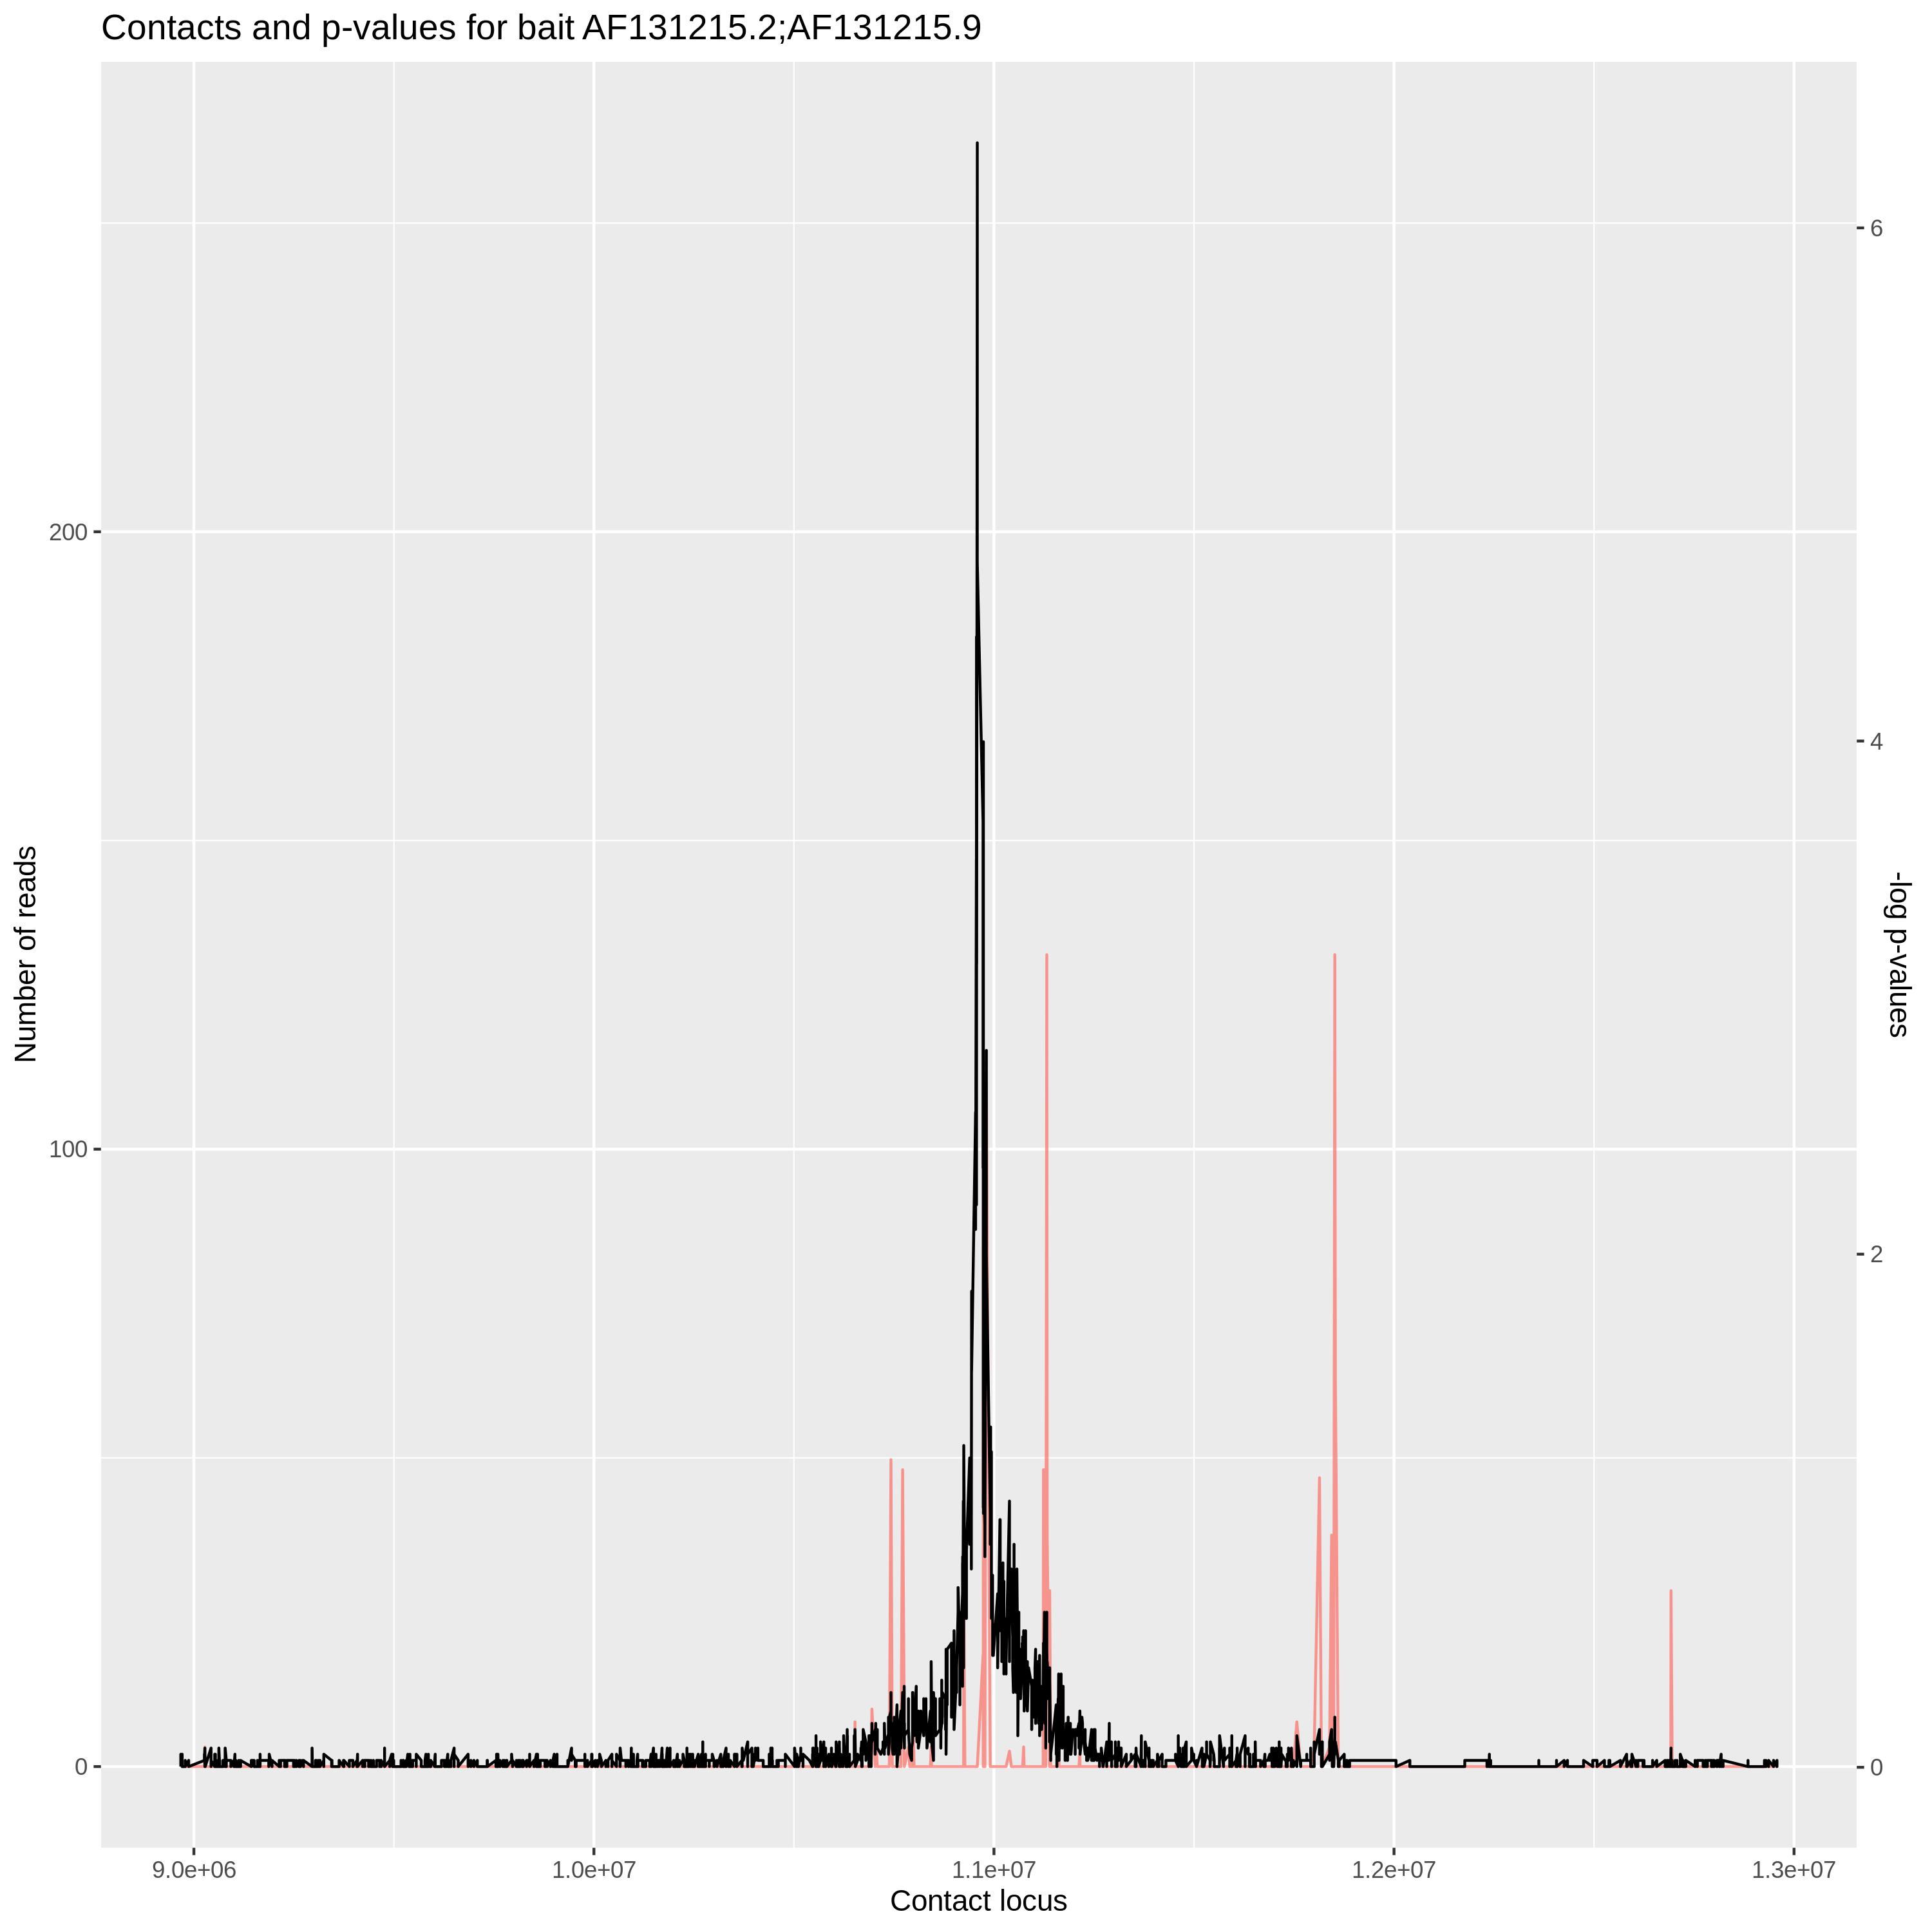 Contacts and p-values for bait AF131215.2;AF131215.9
Number of reads
200
100
0
6
4
2
0
-log p-values
9.0e+06 1.0e+07 1.1e+07 1.2e+07 1.3e+07
Contact locus